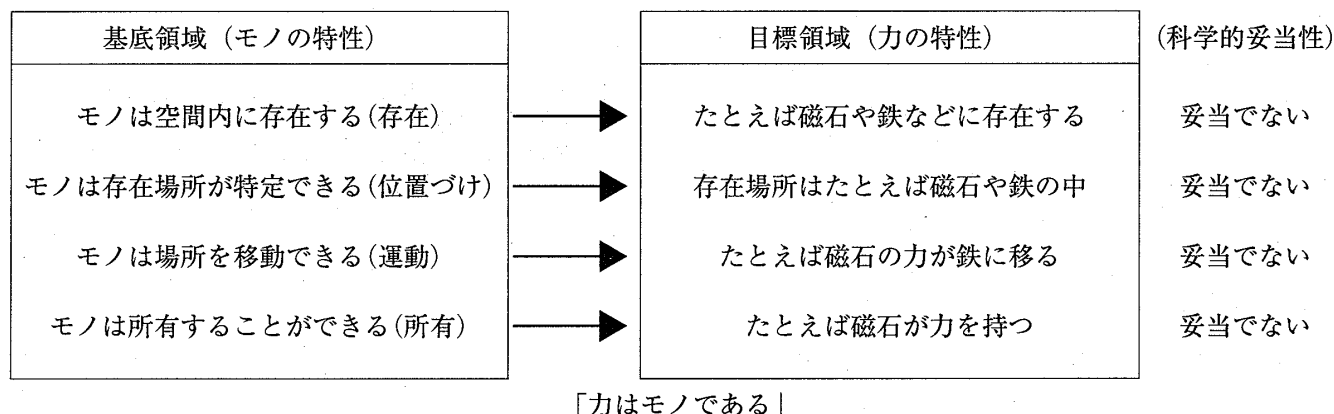 基底領域（モノの特性） 目標領域（力の特性） (科学的妥当性)
モノは空間内に存在する(存在) たとえば磁石や鉄などに存在する 妥当でない
モノは存在場所が特定できる(位置づけ) 存在場所はたとえば磁石や鉄の中 妥当でない
モノは場所を移動できる(運動) たとえば磁石の力が鉄に移る 妥当でない
モノは所有することができる(所有) たとえば磁石が力を持つ 妥当でない
「力はモノである」